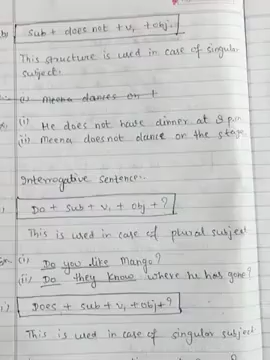 b) Sub + does not + V1 + obj.
This structure is used in case of singular
subject.
(i) Meena dances on t
(i) He does not have dinner at 8 pm
(ii) Meena does not dance on the stage
Interrogative sentence:-
Do + sub + V1 + obj + ?
This is used in case of plural subject
(i) Do you like Mango?
(ii) Do they know where he has gone?
Does + sub + V1 + obj + ?
This is used in case of singular subject